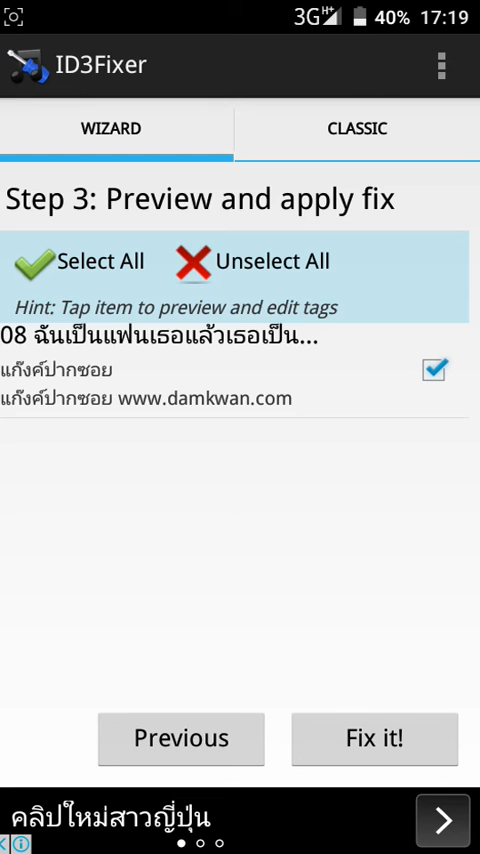 3G H+ 40% 17:19
ID3Fixer
WIZARD CLASSIC
Step 3: Preview and apply fix
Select All Unselect All
Hint: Tap item to preview and edit tags
08 ฉันเป็นแฟนเธอแล้วเธอเป็น...
แก๊งค์ปากซอย
แก๊งค์ปากซอย www.damkwan.com
Previous Fix it!
คลิปใหม่สาวญี่ปุ่น